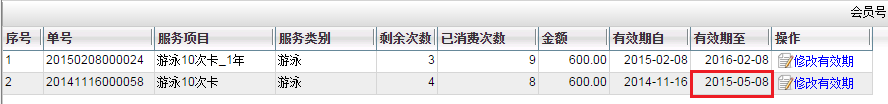 会员号
序号 单号 服务项目 服务类别 剩余次数 已消费次数 金额 有效期自 有效期至 操作
1 20150208000024 游泳10次卡_1年 游泳 3 9 600.00 2015-02-08 2016-02-08 修改有效期
2 20141116000058 游泳10次卡 游泳 4 8 600.00 2014-11-16 2015-05-08 修改有效期